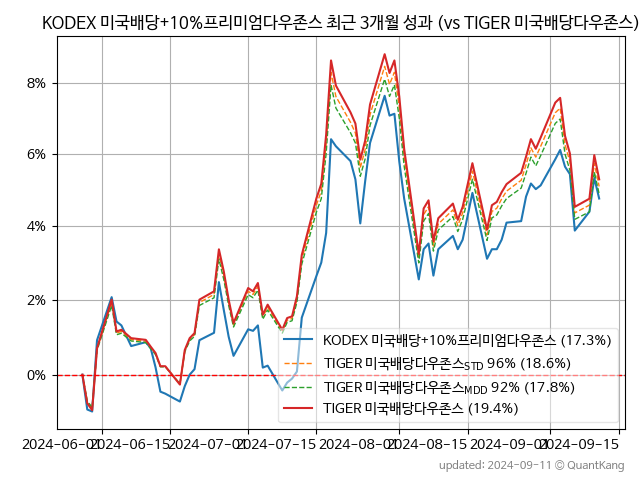 KODEX 미국배당+10%프리미엄다우존스 최근 3개월 성과 (vs TIGER 미국배당다우존스)
8%
6%
4%
2%
0%
KODEX 미국배당+10%프리미엄다우존스 (17.3%)
TIGER 미국배당다우존스STD 96% (18.6%)
TIGER 미국배당다우존스MDD 92% (17.8%)
TIGER 미국배당다우존스 (19.4%)
2024-06-01 2024-06-15 2024-07-01 2024-07-15 2024-08-01 2024-08-15 2024-09-01 2024-09-15
updated: 2024-09-11 © QuantKang